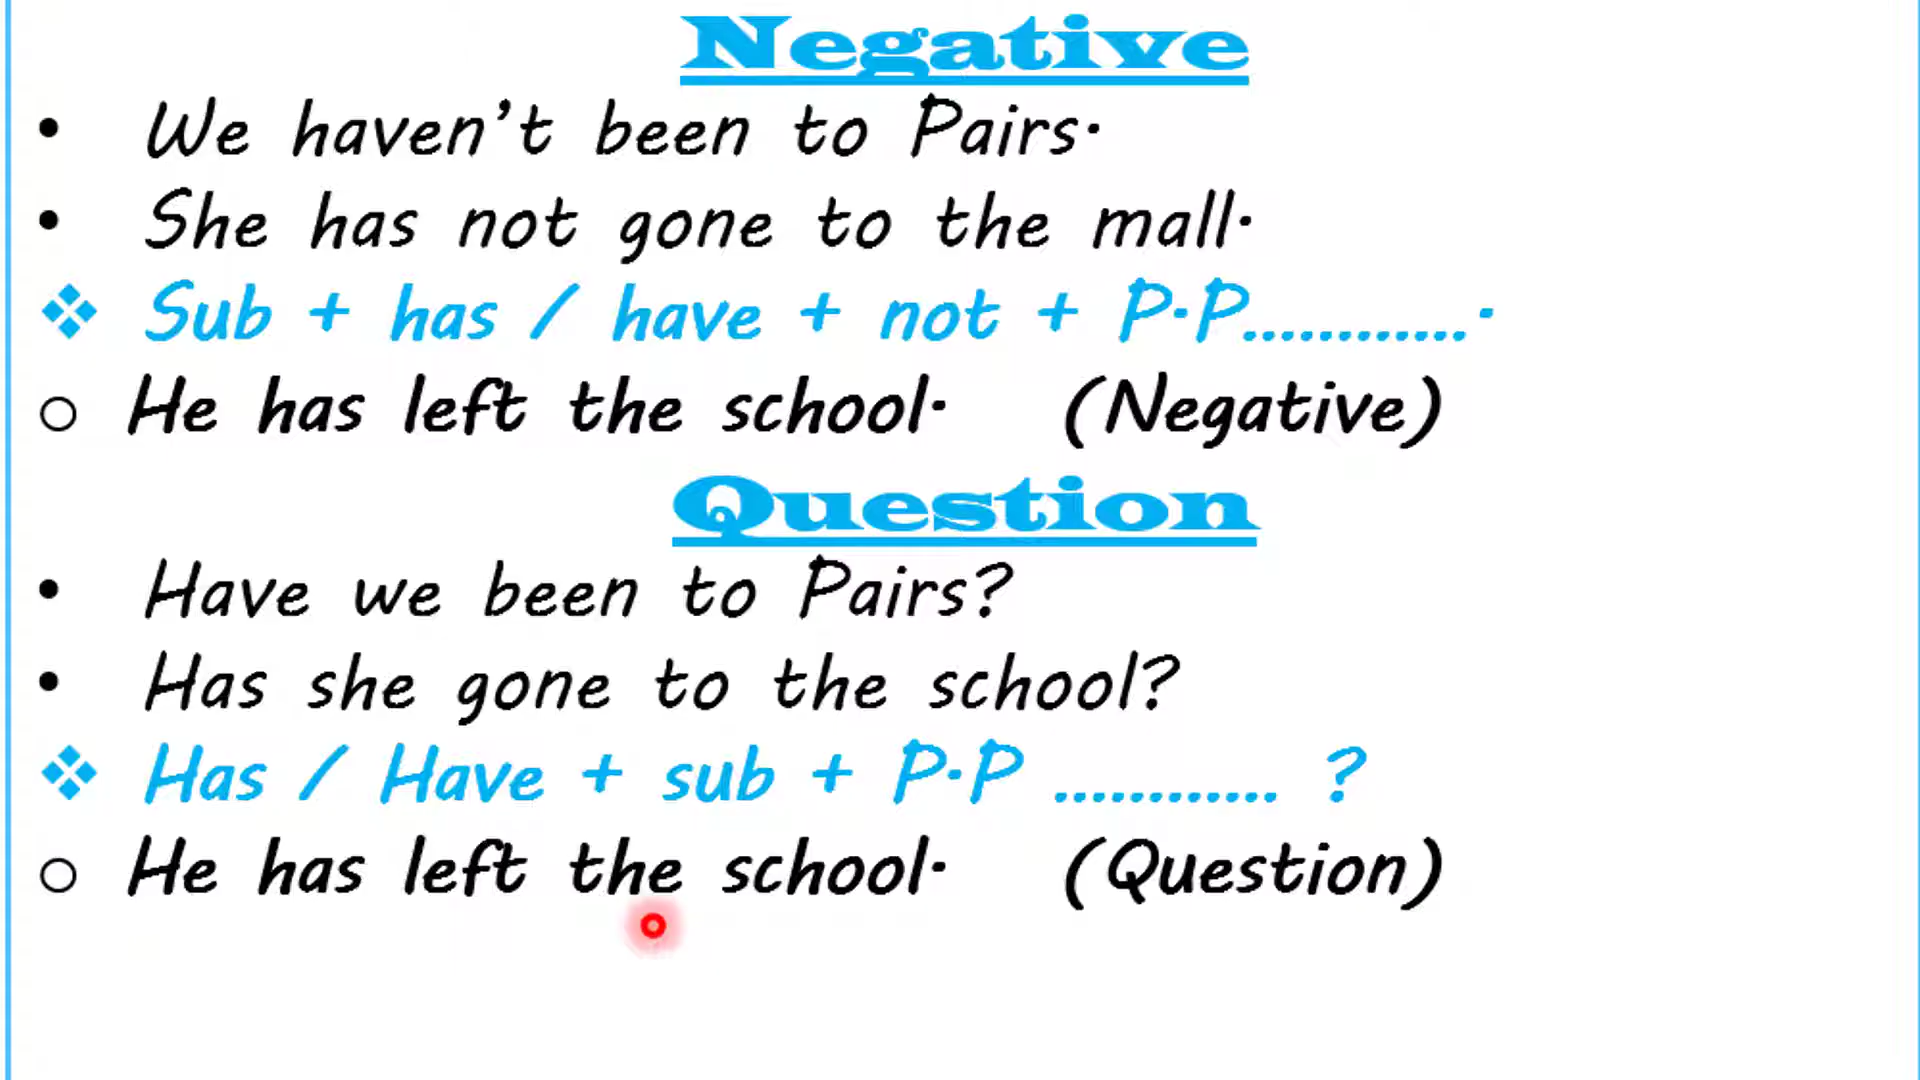 Negative
• We haven't been to Pairs.
• She has not gone to the mall.
❖ Sub + has / have + not + P.P.............
o He has left the school. (Negative)
Question
• Have we been to Pairs?
• Has she gone to the school?
❖ Has / Have + sub + P.P ............ ?
o He has left the school. (Question)